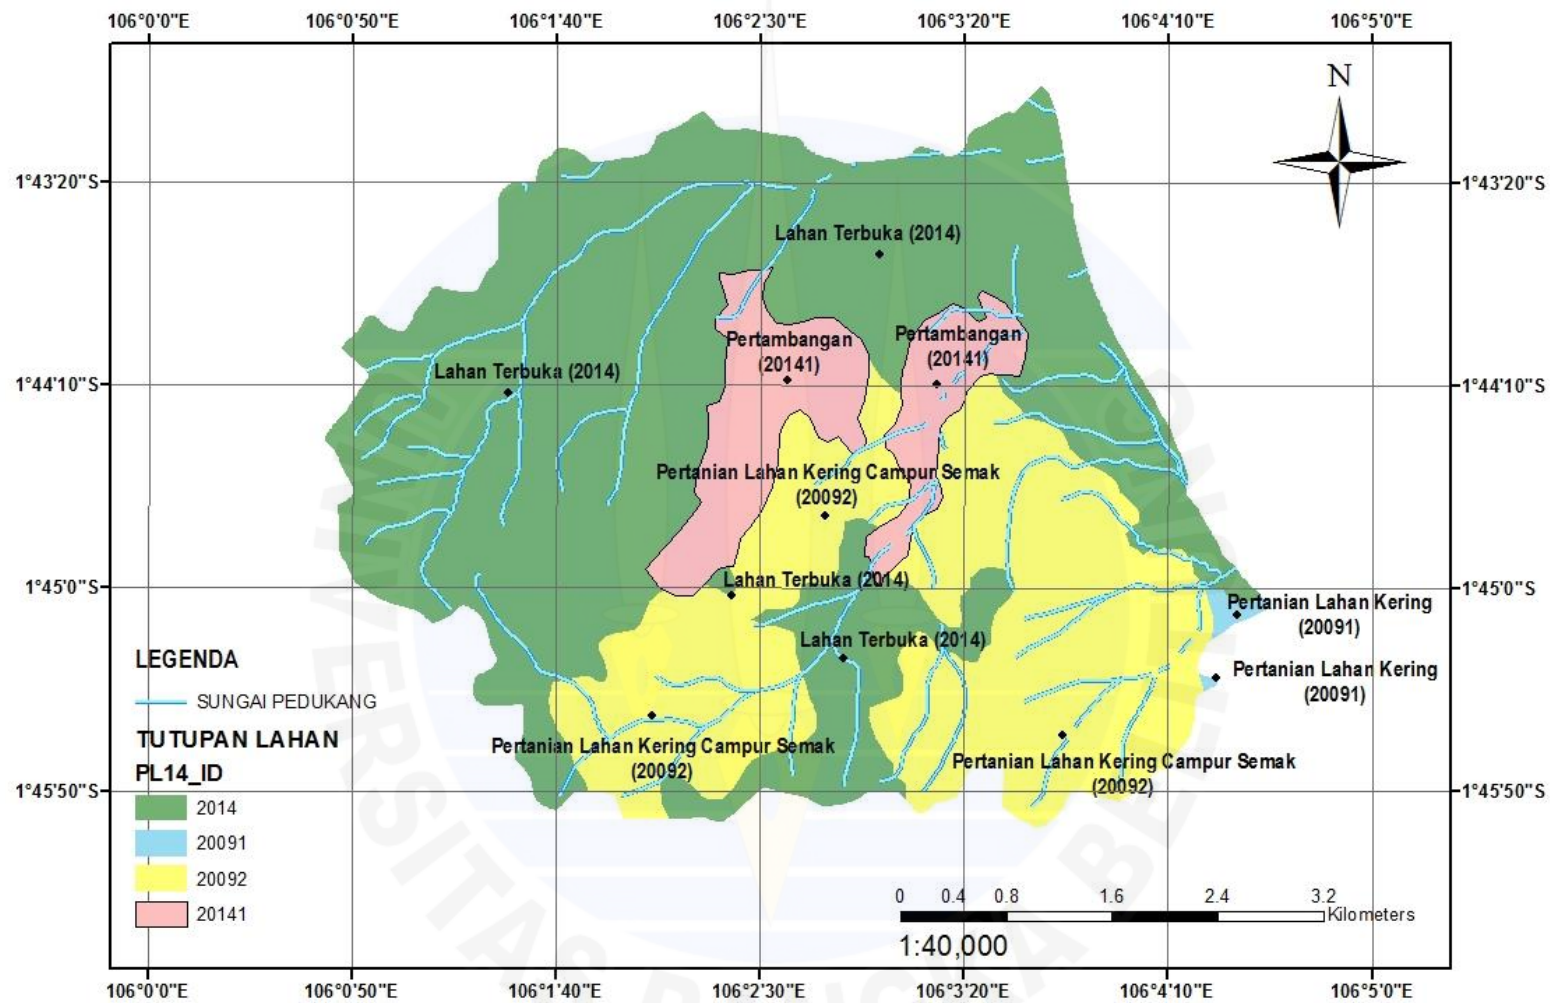 106°0'0"E 106°0'50"E 106°1'40"E 106°2'30"E 106°3'20"E 106°4'10"E 106°5'0"E
N
1°43'20"S 1°43'20"S
Lahan Terbuka (2014)
Pertambangan
(20141)
Pertambangan
(20141)
Lahan Terbuka (2014)
1°44'10"S 1°44'10"S
Pertanian Lahan Kering Campur Semak
(20092)
Lahan Terbuka (2014)
1°45'0"S 1°45'0"S
Pertanian Lahan Kering
(20091)
Lahan Terbuka (2014)
Pertanian Lahan Kering
(20091)
Pertanian Lahan Kering Campur Semak
(20092)
Pertanian Lahan Kering Campur Semak
(20092)
1°45'50"S 1°45'50"S
LEGENDA
SUNGAI PEDUKANG
TUTUPAN LAHAN
PL14_ID
2014
20091
20092
20141
0 0.4 0.8 1.6 2.4 3.2
Kilometers
1:40,000
106°0'0"E 106°0'50"E 106°1'40"E 106°2'30"E 106°3'20"E 106°4'10"E 106°5'0"E